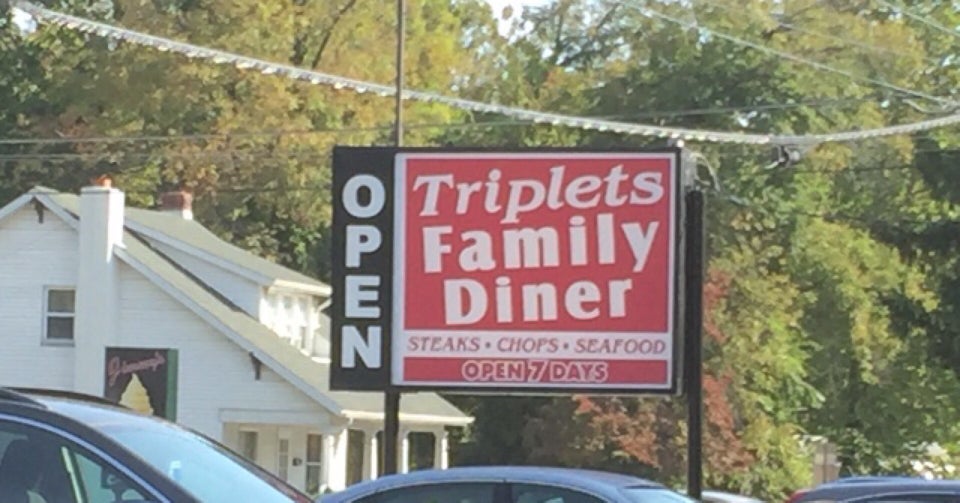 OPEN
Triplets
Family
Diner
STEAKS • CHOPS • SEAFOOD
OPEN 7 DAYS